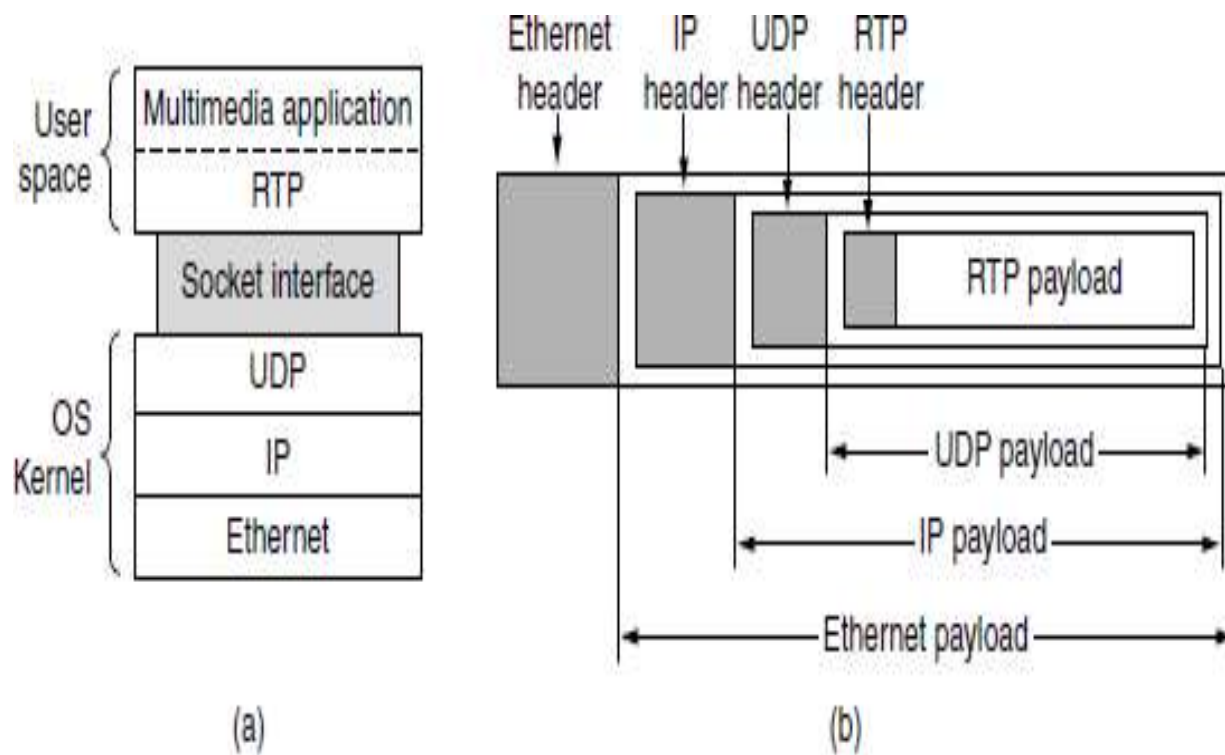 User
space
Multimedia application
RTP
Socket interface
OS
Kernel
UDP
IP
Ethernet
(a)
Ethernet
header
IP
header
UDP
header
RTP
header
RTP payload
UDP payload
IP payload
Ethernet payload
(b)